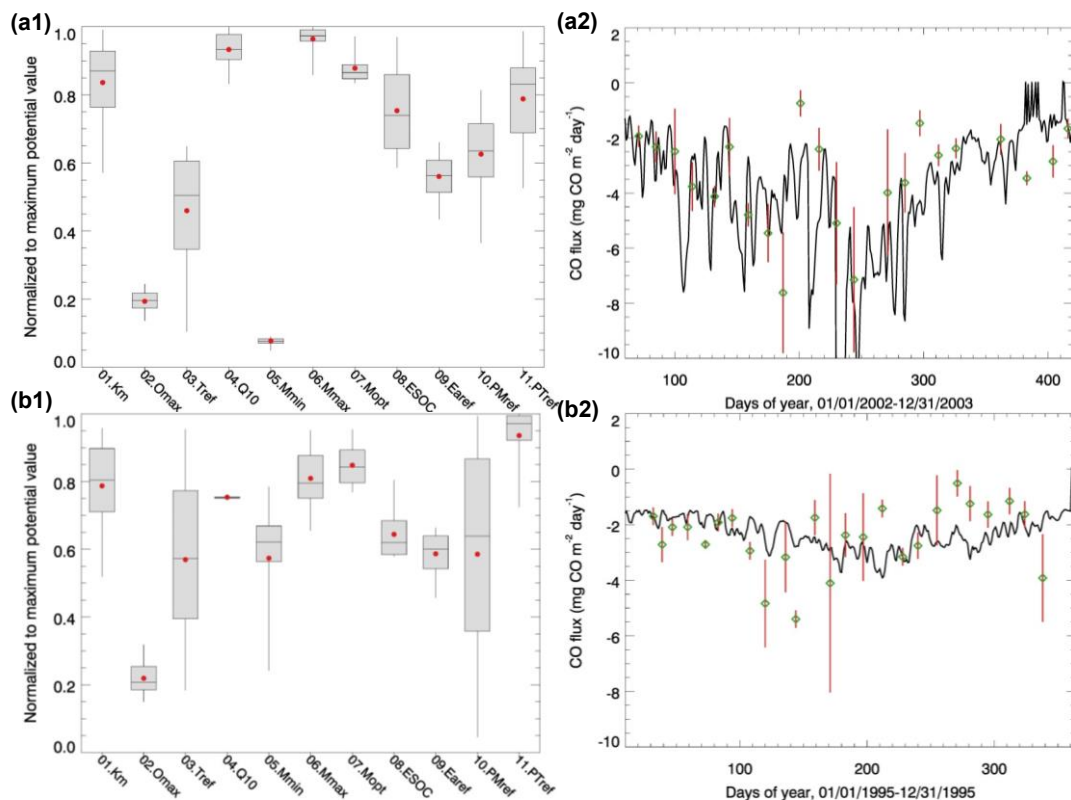 (a1)
1.0
0.8
0.6
0.4
0.2
0.0
Normalized to maximum potential value
01.Km
02.Omax
03.Tref
04.Q10
05.Mmin
06.Mmax
07.Mopt
08.ESOC
09.Earef
10.PMref
11.PTref
(a2)
2
0
-2
-4
-6
-8
-10
CO flux (mg CO m⁻² day⁻¹)
100 200 300 400
Days of year, 01/01/2002-12/31/2003
(b1)
1.0
0.8
0.6
0.4
0.2
0.0
Normalized to maximum potential value
01.Km
02.Omax
03.Tref
04.Q10
05.Mmin
06.Mmax
07.Mopt
08.ESOC
09.Earef
10.PMref
11.PTref
(b2)
2
0
-2
-4
-6
-8
-10
CO flux (mg CO m⁻² day⁻¹)
100 200 300
Days of year, 01/01/1995-12/31/1995